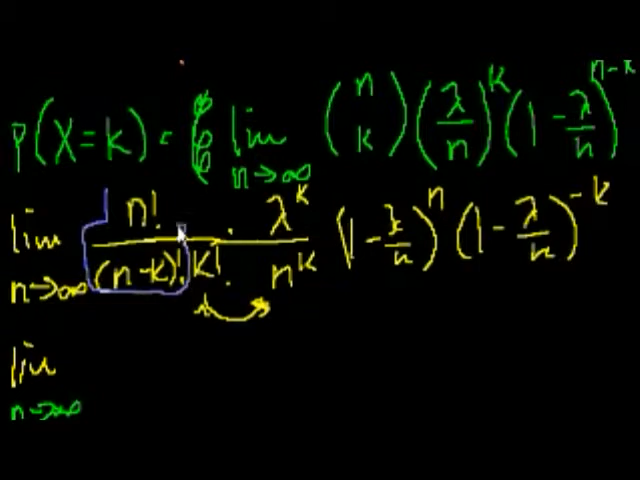 P(X=k) = lim n→∞ (n k) (λ/n)^k (1 - λ/n)^n-k
lim n→∞ n!/(n-k)! k! · λ^k/n^k (1 - λ/n)^n (1 - λ/n)^-k
lim n→∞